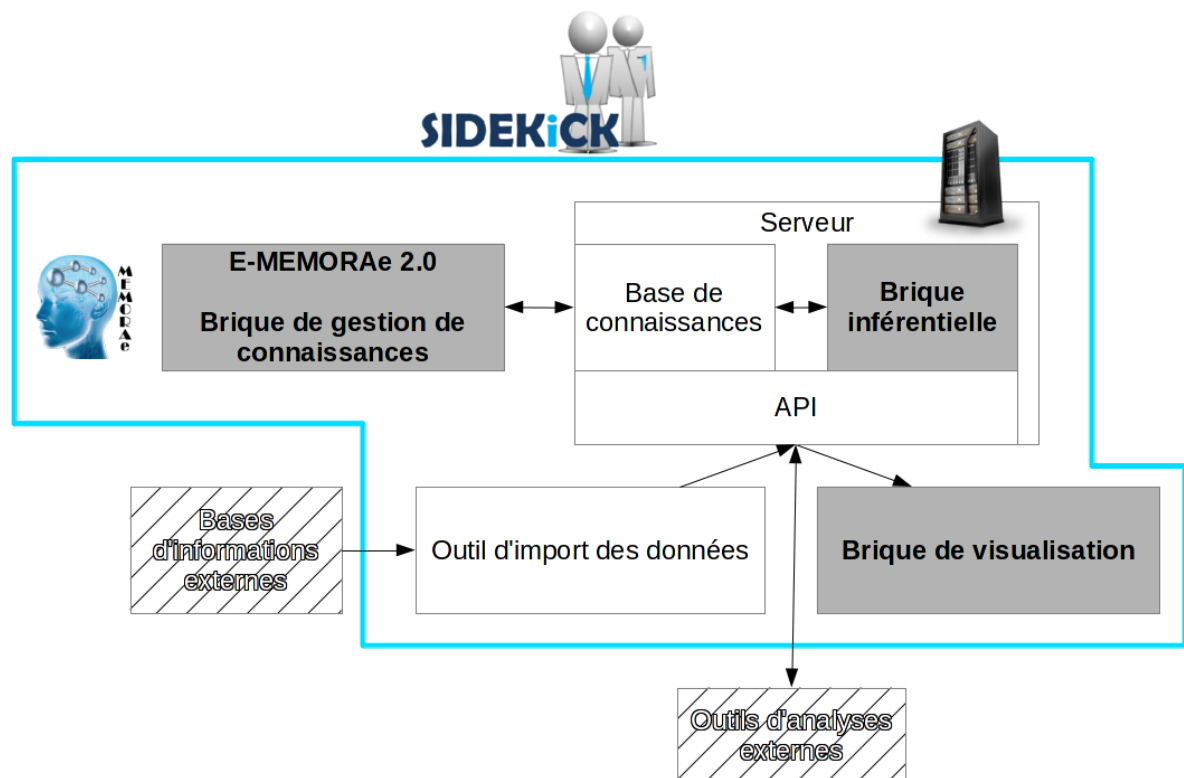 SIDEKiCK
Serveur
MEMORAe
E-MEMORAe 2.0
Brique de gestion de
connaissances
Base de
connaissances
Brique
inférentielle
API
Bases
d'informations
externes
Outil d'import des données
Brique de visualisation
Outils d'analyses
externes